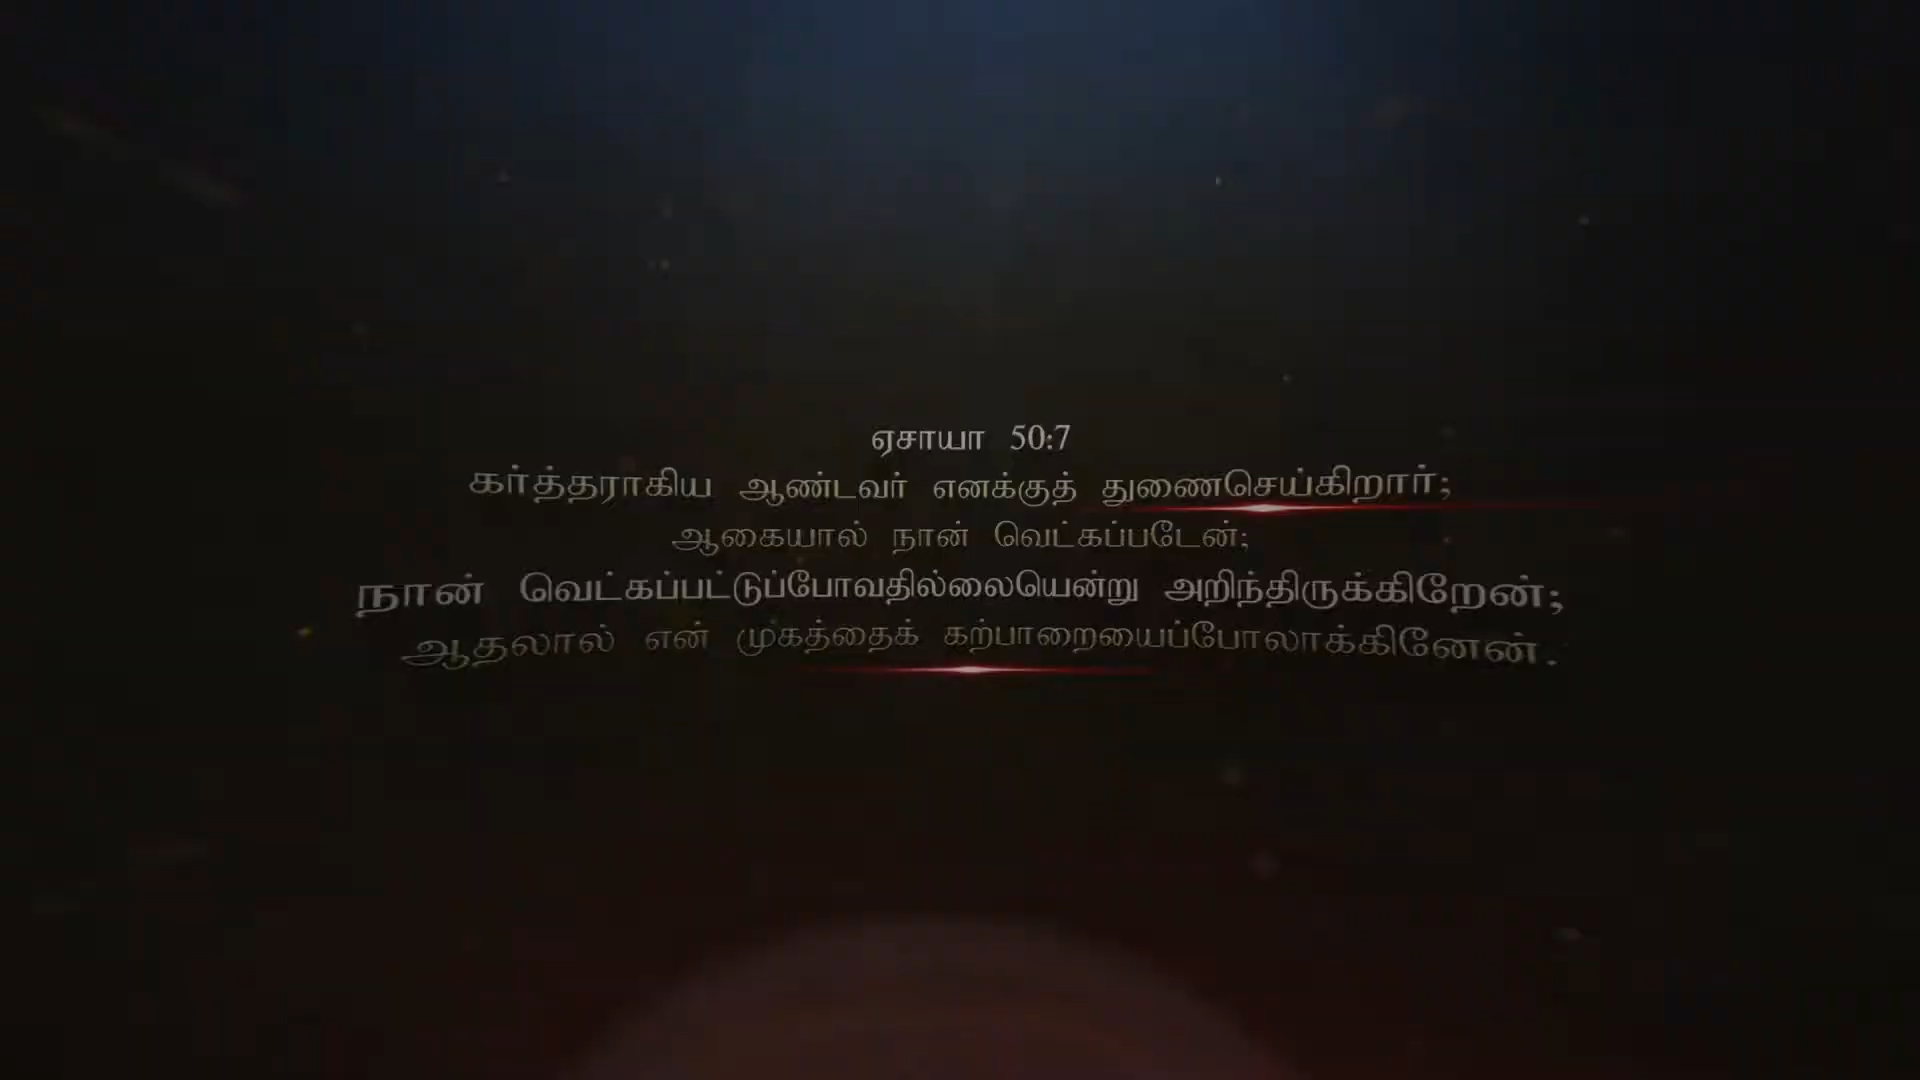 ஏசாயா 50:7
கர்த்தராகிய ஆண்டவர் எனக்குத் துணைசெய்கிறார்;
ஆகையால் நான் வெட்கப்படேன்;
நான் வெட்கப்பட்டுப்போவதில்லையென்று அறிந்திருக்கிறேன்;
ஆதலால் என் முகத்தைக் கற்பாறையைப்போலாக்கினேன்.